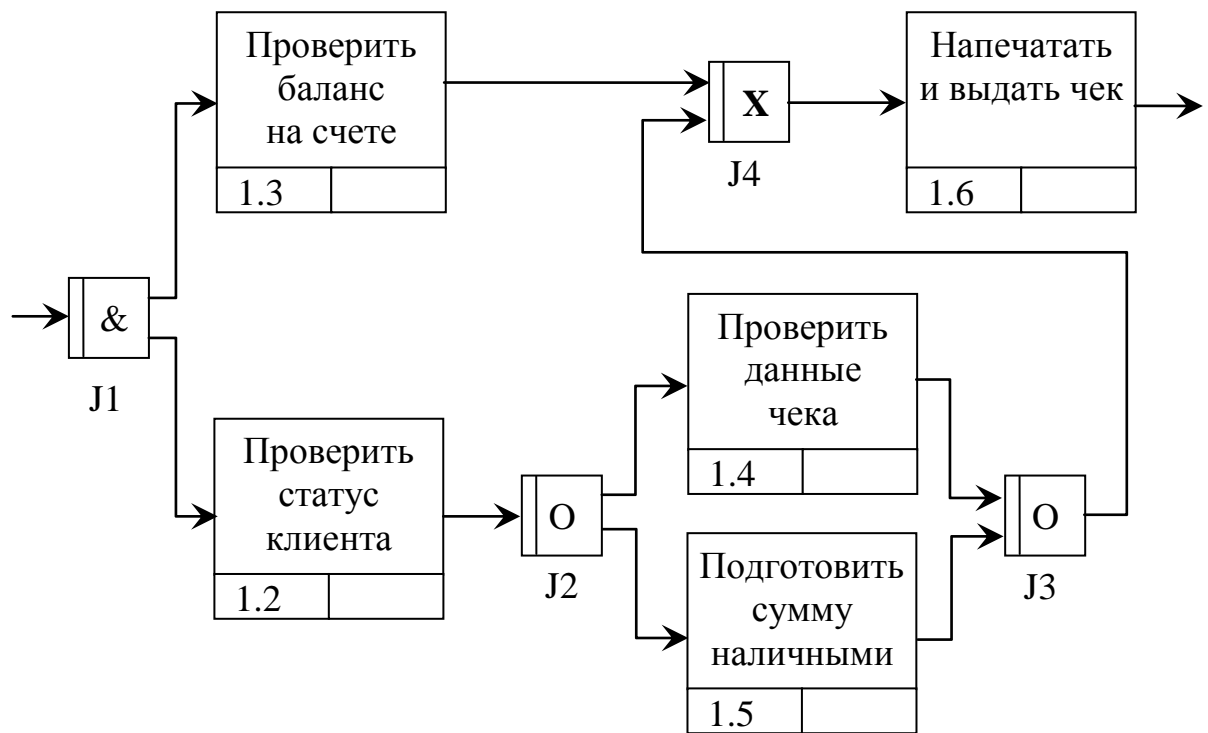 Проверить
баланс
на счете
1.3
X
J4
Напечатать
и выдать чек
1.6
&
J1
Проверить
статус
клиента
1.2
O
J2
Проверить
данные
чека
1.4
Подготовить
сумму
наличными
1.5
O
J3